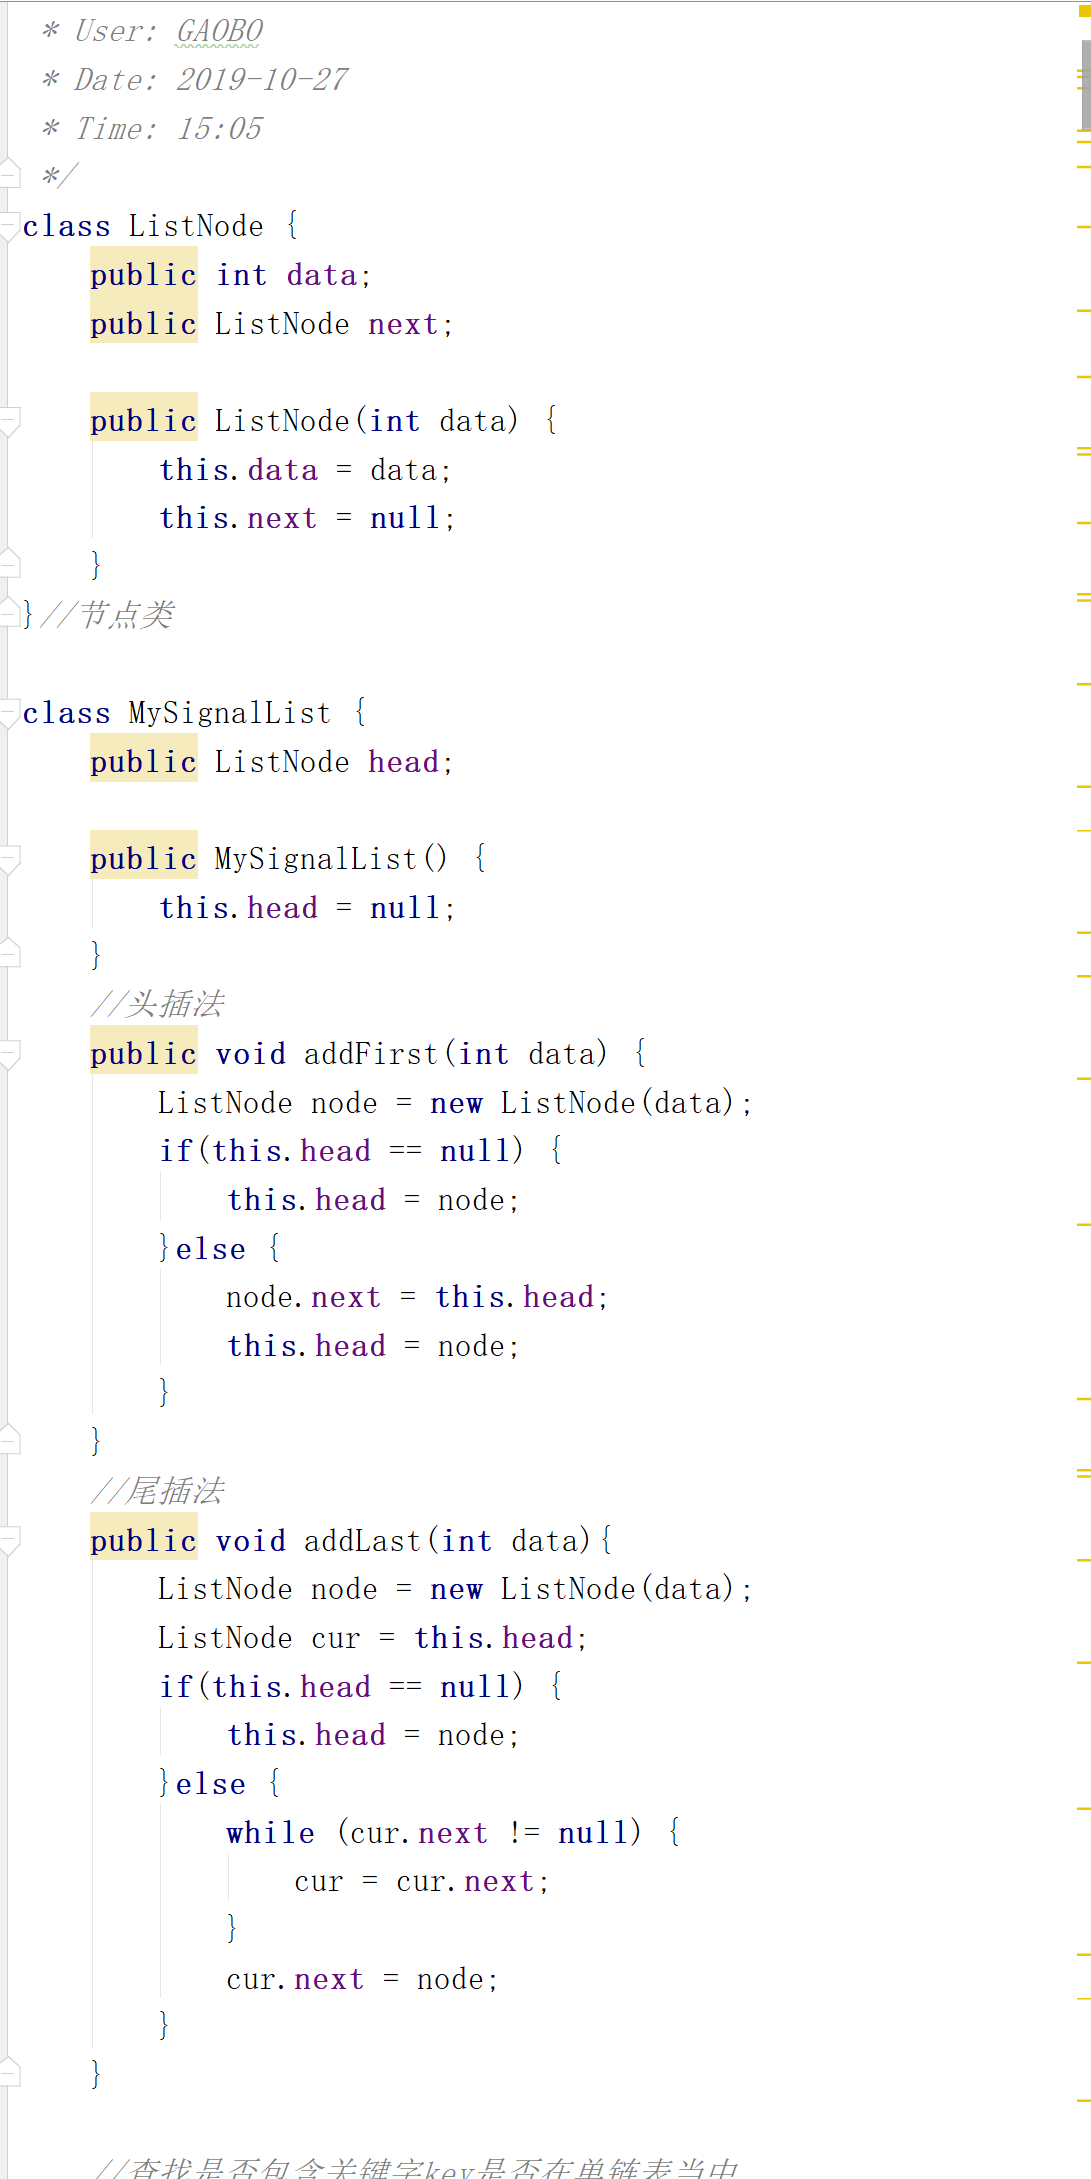 * User: GAOBO
* Date: 2019-10-27
* Time: 15:05
*/
class ListNode {
    public int data;
    public ListNode next;

    public ListNode(int data) {
        this.data = data;
        this.next = null;
    }
}//节点类

class MySignalList {
    public ListNode head;

    public MySignalList() {
        this.head = null;
    }
    //头插法
    public void addFirst(int data) {
        ListNode node = new ListNode(data);
        if(this.head == null) {
            this.head = node;
        }else {
            node.next = this.head;
            this.head = node;
        }
    }
    //尾插法
    public void addLast(int data){
        ListNode node = new ListNode(data);
        ListNode cur = this.head;
        if(this.head == null) {
            this.head = node;
        }else {
            while (cur.next != null) {
                cur = cur.next;
            }
            cur.next = node;
        }
    }

    //查找是否包含关键字key是否在单链表当中